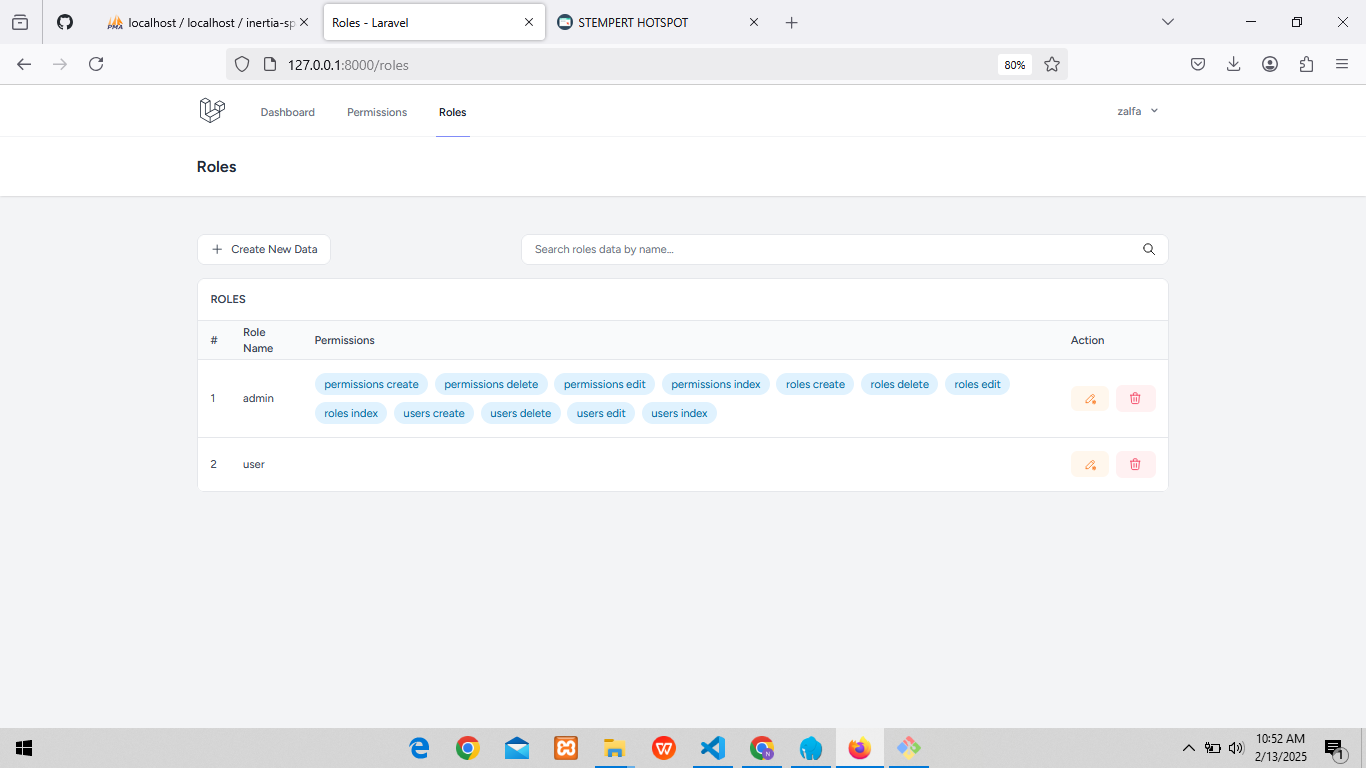 localhost / localhost / inertia-sp
Roles - Laravel
STEMPERT HOTSPOT
127.0.0.1:8000/roles
80%
Dashboard
Permissions
Roles
zalfa
Roles
Create New Data
Search roles data by name...
ROLES
#
Role Name
Permissions
Action
1
admin
permissions create
permissions delete
permissions edit
permissions index
roles create
roles delete
roles edit
roles index
users create
users delete
users edit
users index
2
user
10:52 AM
2/13/2025
1